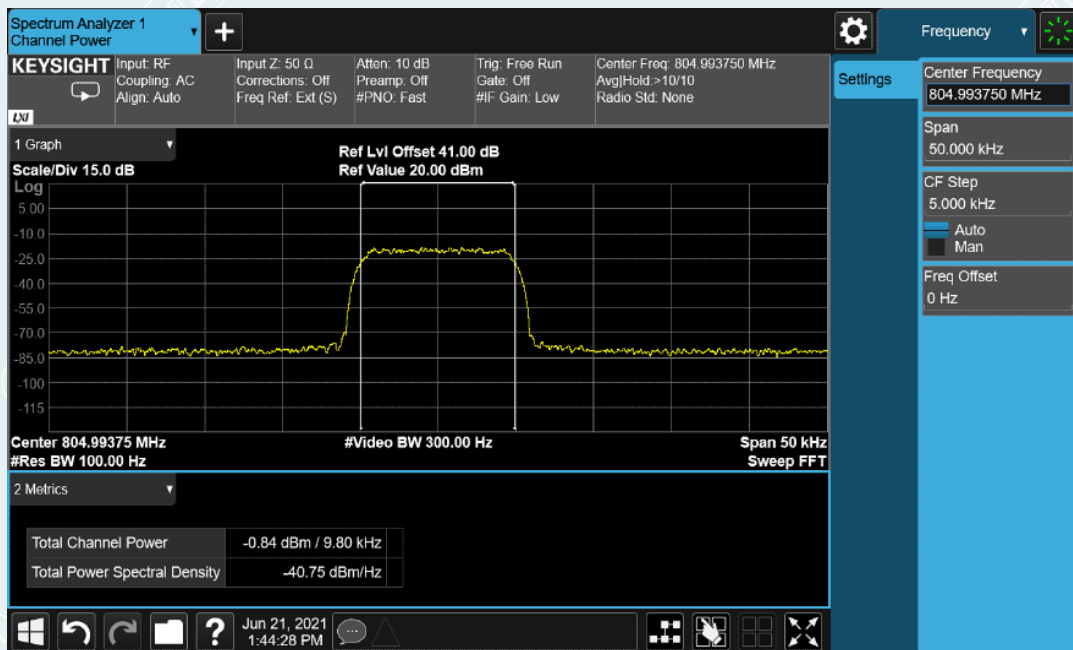 Spectrum Analyzer 1
Channel Power
+
Frequency
KEYSIGHT
LXI
Input: RF
Coupling: AC
Align: Auto
Input Z: 50 Ω
Corrections: Off
Freq Ref: Ext (S)
Atten: 10 dB
Preamp: Off
#PNO: Fast
Trig: Free Run
Gate: Off
#IF Gain: Low
Center Freq: 804.993750 MHz
Avg|Hold:>10/10
Radio Std: None
Settings
Center Frequency
804.993750 MHz
Span
50.000 kHz
CF Step
5.000 kHz
Auto
Man
Freq Offset
0 Hz
1 Graph
Scale/Div 15.0 dB
Ref Lvl Offset 41.00 dB
Ref Value 20.00 dBm
Log
5.00
-10.0
-25.0
-40.0
-55.0
-70.0
-85.0
-100
-115
Center 804.99375 MHz
#Res BW 100.00 Hz
#Video BW 300.00 Hz
Span 50 kHz
Sweep FFT
2 Metrics
Total Channel Power -0.84 dBm / 9.80 kHz
Total Power Spectral Density -40.75 dBm/Hz
?
Jun 21, 2021
1:44:28 PM